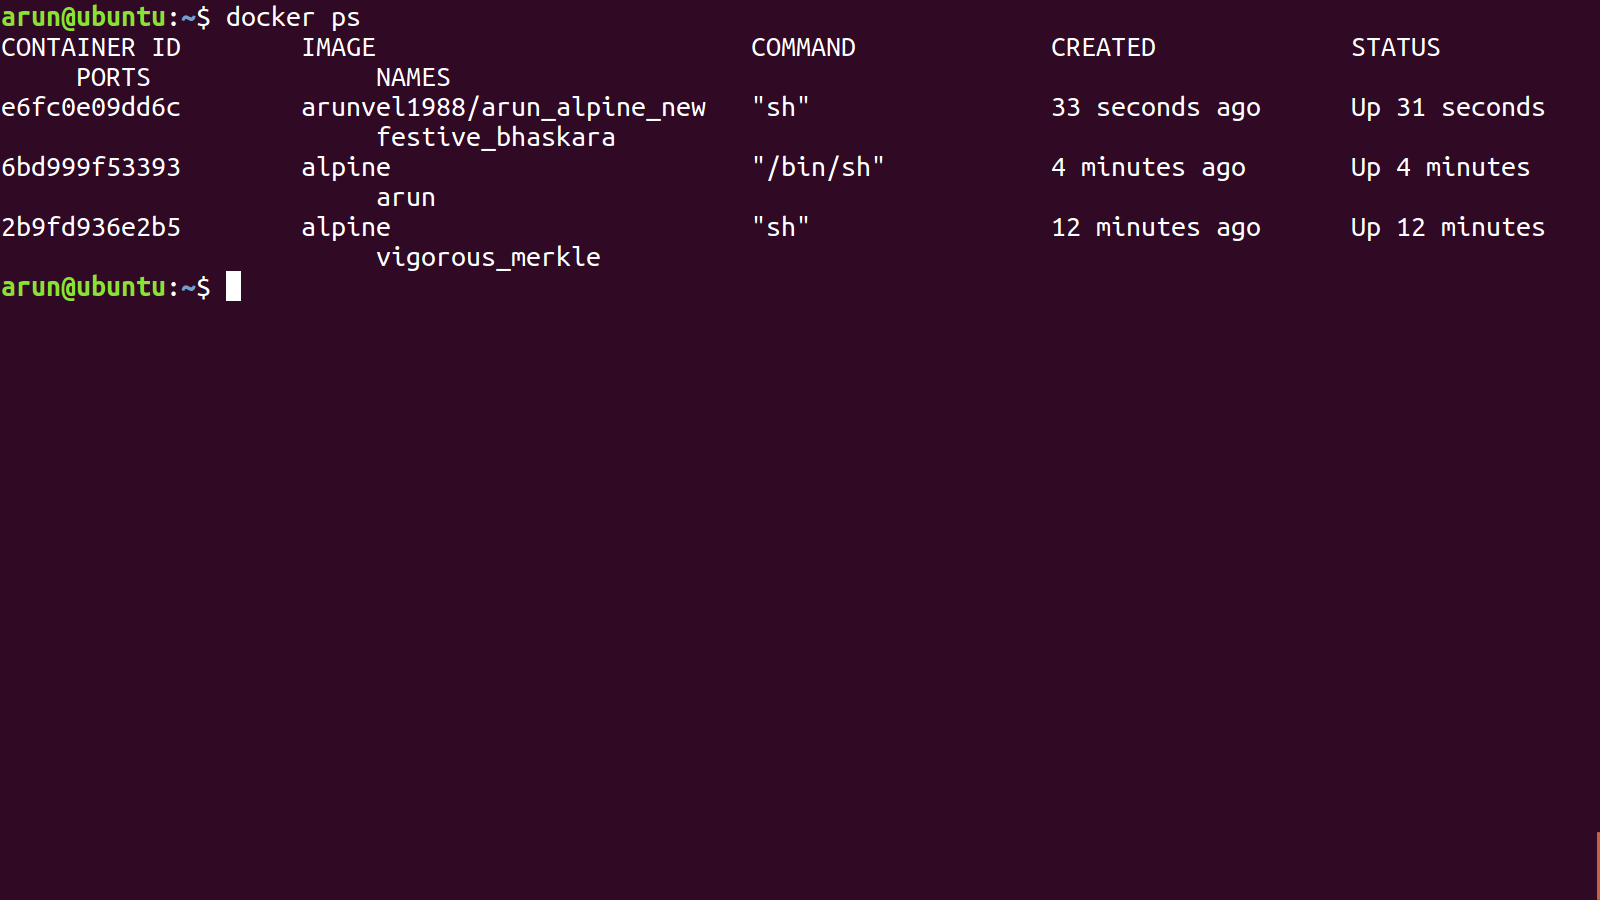 arun@ubuntu:~$ docker ps
CONTAINER ID        IMAGE                         COMMAND             CREATED             STATUS
     PORTS               NAMES
e6fc0e09dd6c        arunvel1988/arun_alpine_new   "sh"                33 seconds ago      Up 31 seconds
                         festive_bhaskara
6bd999f53393        alpine                        "/bin/sh"           4 minutes ago       Up 4 minutes
                         arun
2b9fd936e2b5        alpine                        "sh"                12 minutes ago      Up 12 minutes
                         vigorous_merkle
arun@ubuntu:~$